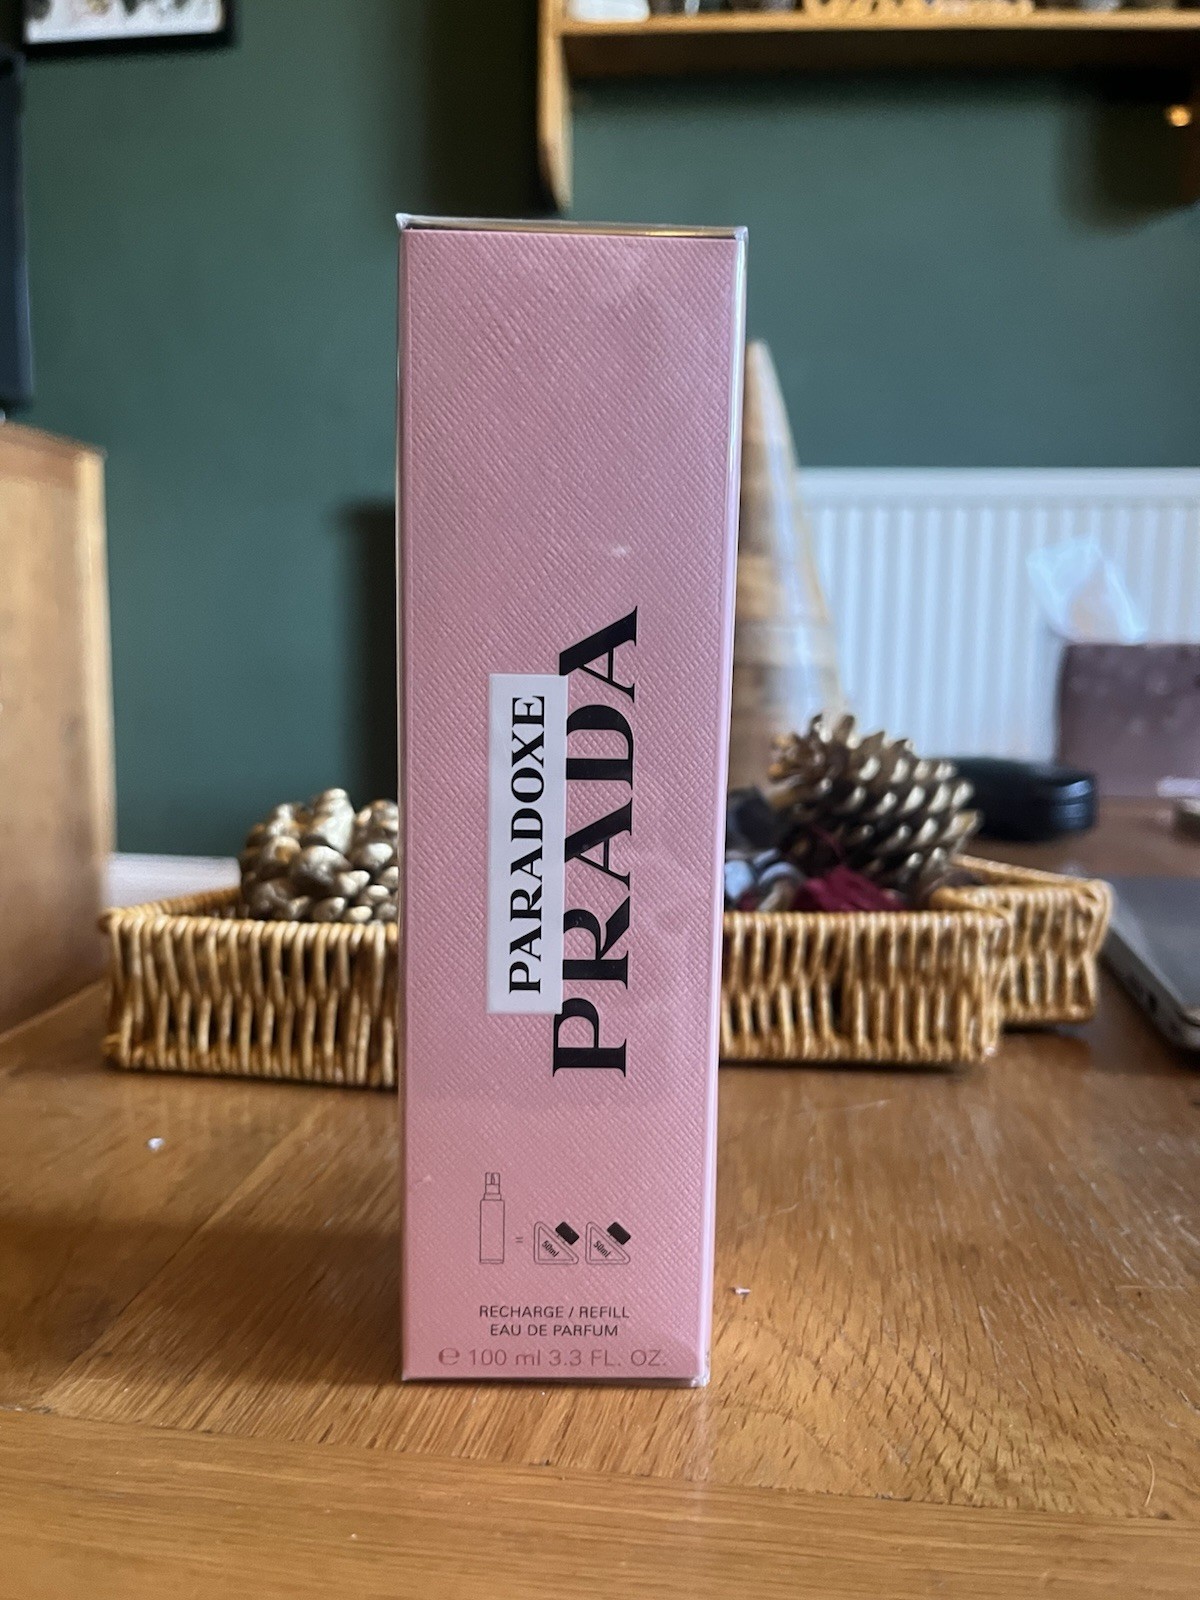 PARADOXE
PRADA
=
50ml 50ml
RECHARGE / REFILL
EAU DE PARFUM
℮ 100 ml 3.3 FL. OZ.